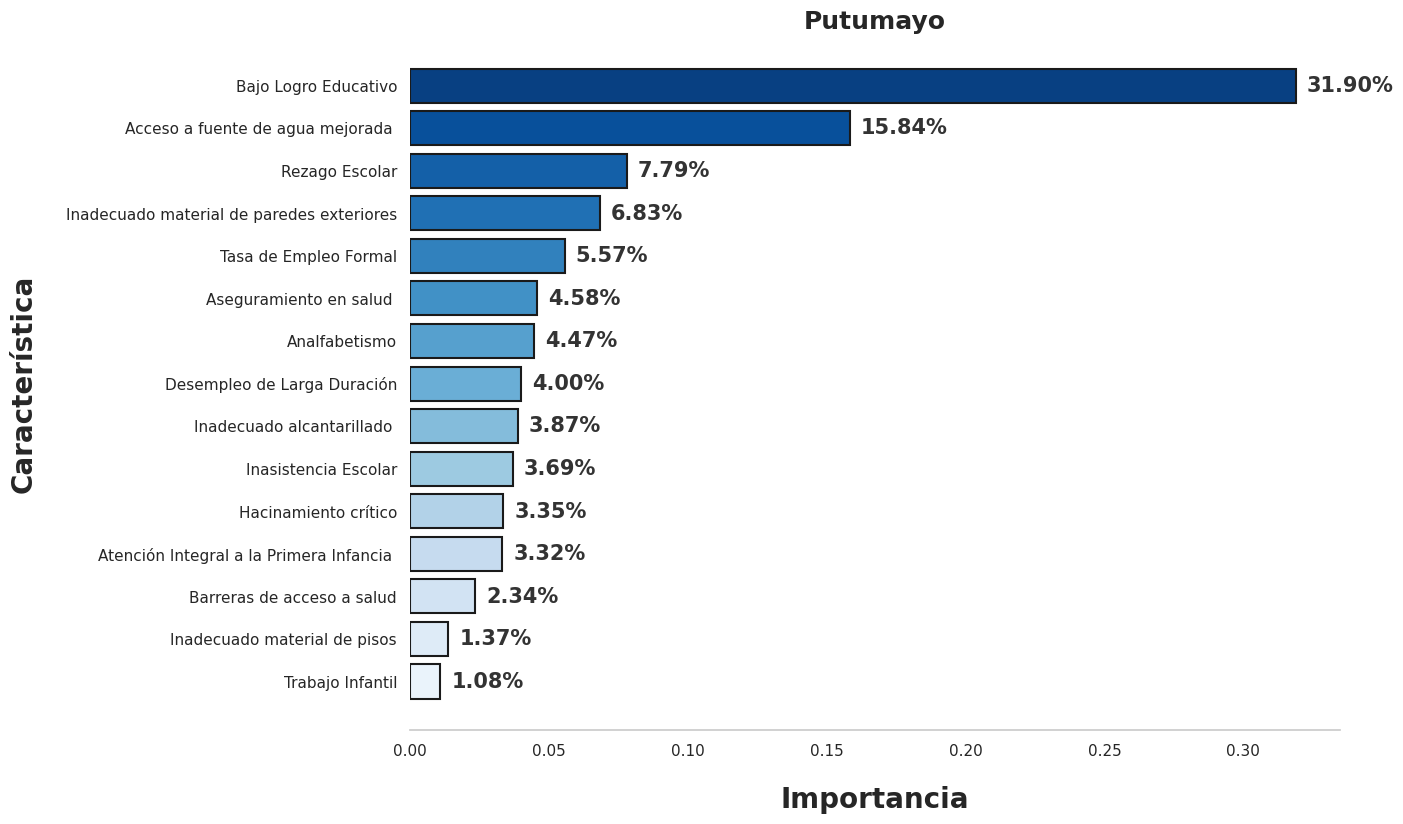 Putumayo
Característica
Bajo Logro Educativo 31.90%
Acceso a fuente de agua mejorada 15.84%
Rezago Escolar 7.79%
Inadecuado material de paredes exteriores 6.83%
Tasa de Empleo Formal 5.57%
Aseguramiento en salud 4.58%
Analfabetismo 4.47%
Desempleo de Larga Duración 4.00%
Inadecuado alcantarillado 3.87%
Inasistencia Escolar 3.69%
Hacinamiento crítico 3.35%
Atención Integral a la Primera Infancia 3.32%
Barreras de acceso a salud 2.34%
Inadecuado material de pisos 1.37%
Trabajo Infantil 1.08%
0.00 0.05 0.10 0.15 0.20 0.25 0.30
Importancia